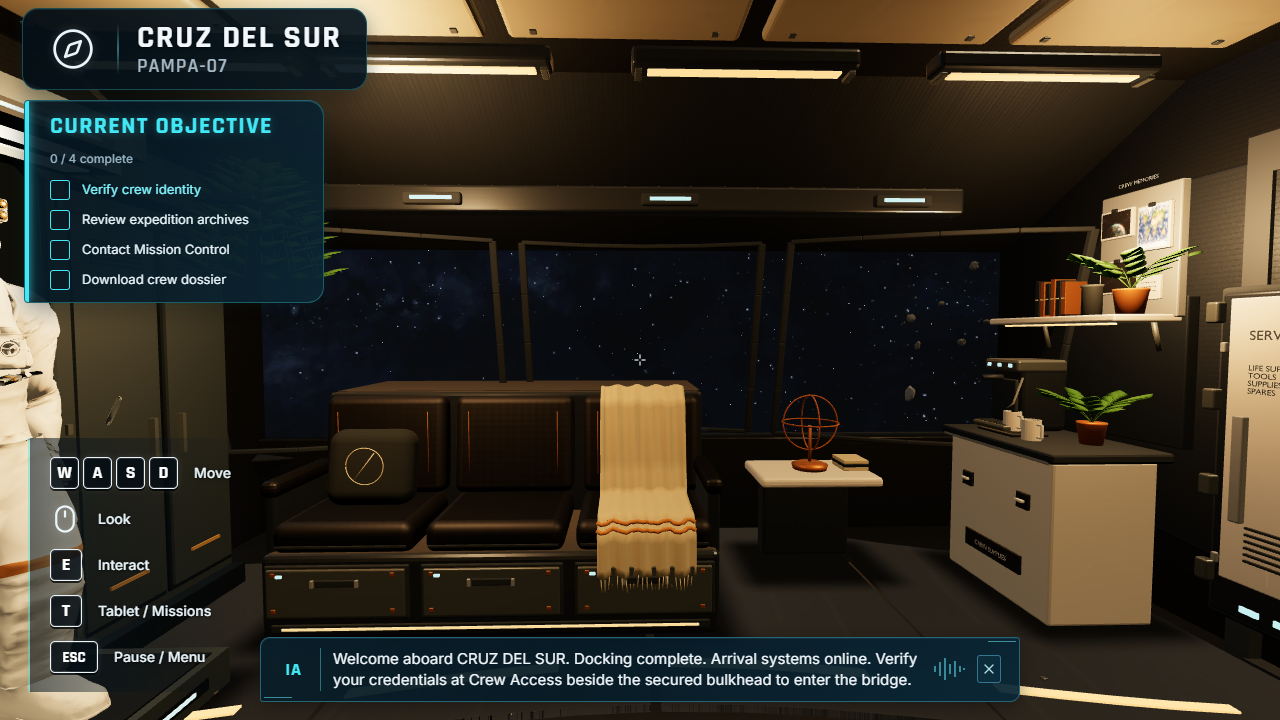 CRUZ DEL SUR
PAMPA-07
CURRENT OBJECTIVE
0 / 4 complete
Verify crew identity
Review expedition archives
Contact Mission Control
Download crew dossier
CREW MEMORIES
SERV
LIFE SUP
TOOLS
SUPPLIES
SPARES
W A S D Move
Look
E Interact
T Tablet / Missions
ESC Pause / Menu
IA
Welcome aboard CRUZ DEL SUR. Docking complete. Arrival systems online. Verify
your credentials at Crew Access beside the secured bulkhead to enter the bridge.